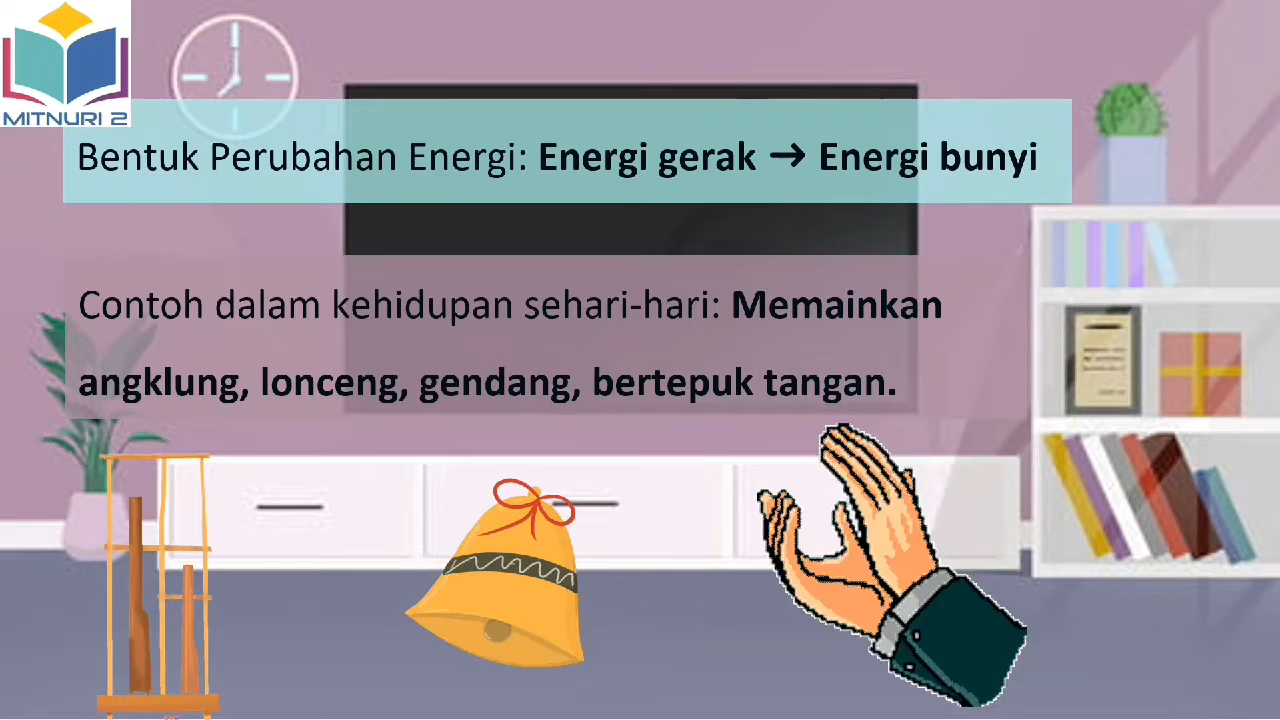 MITNURI 2
Bentuk Perubahan Energi: Energi gerak → Energi bunyi
Contoh dalam kehidupan sehari-hari: Memainkan
angklung, lonceng, gendang, bertepuk tangan.